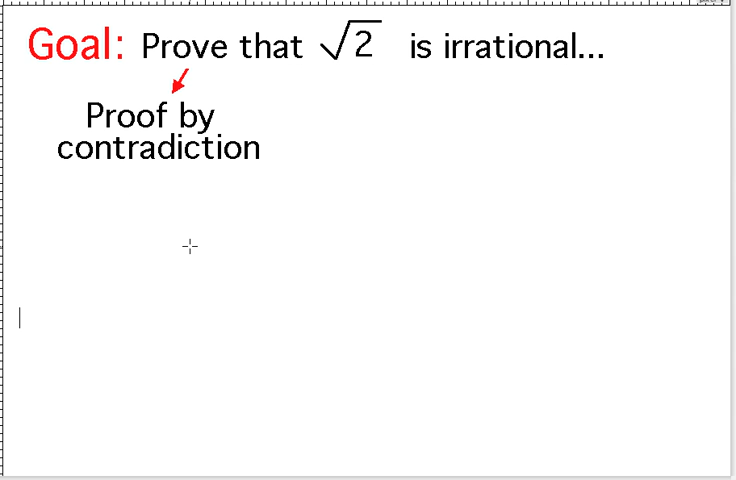 Goal: Prove that √2 is irrational...
Proof by
contradiction